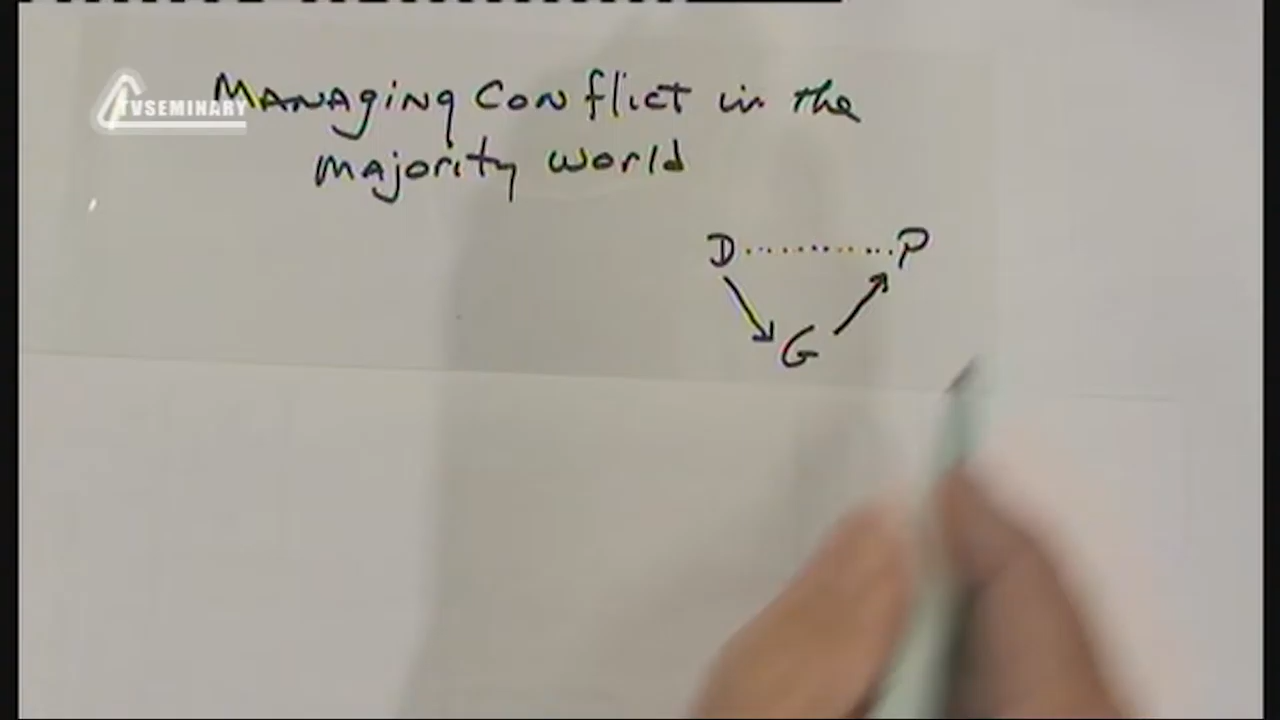 TVSEMINARY
Managing Conflict in the
majority world
D ........... P
G